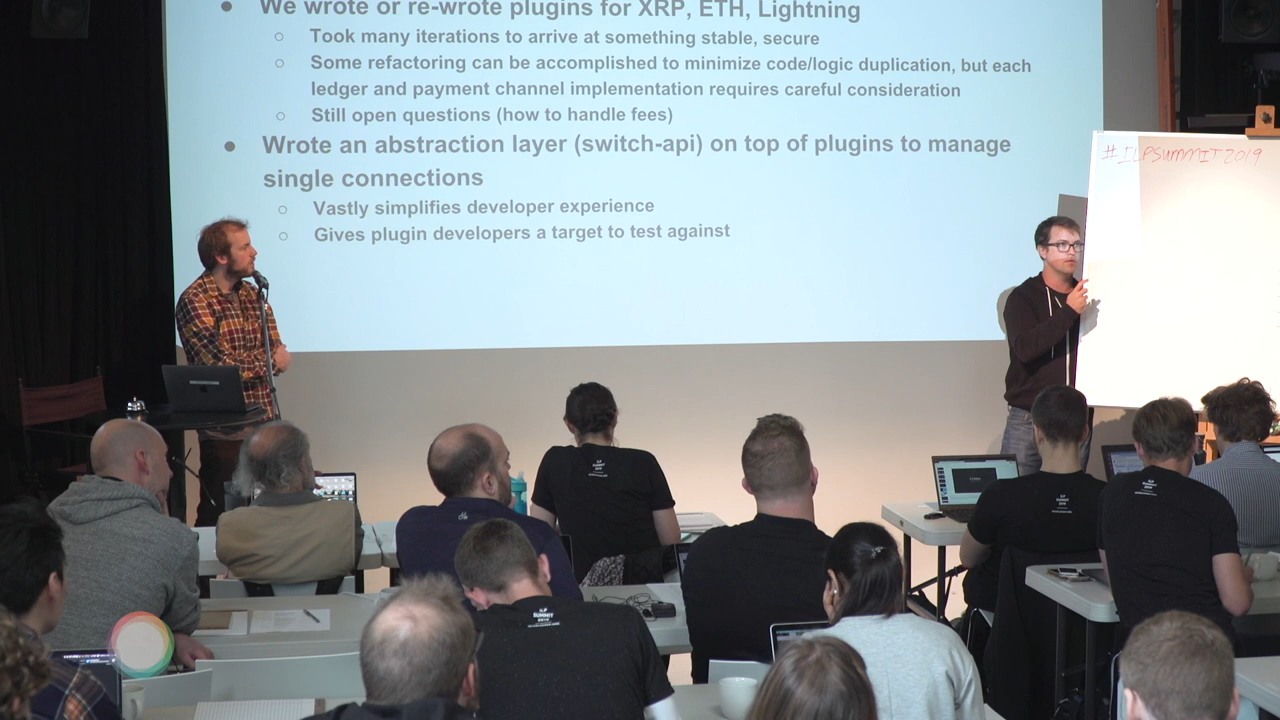 ● We wrote or re-wrote plugins for XRP, ETH, Lightning
○ Took many iterations to arrive at something stable, secure
○ Some refactoring can be accomplished to minimize code/logic duplication, but each
ledger and payment channel implementation requires careful consideration
○ Still open questions (how to handle fees)
● Wrote an abstraction layer (switch-api) on top of plugins to manage
single connections
○ Vastly simplifies developer experience
○ Gives plugin developers a target to test against
#ILPSUMMIT2019
ILP
SUMMIT
2019